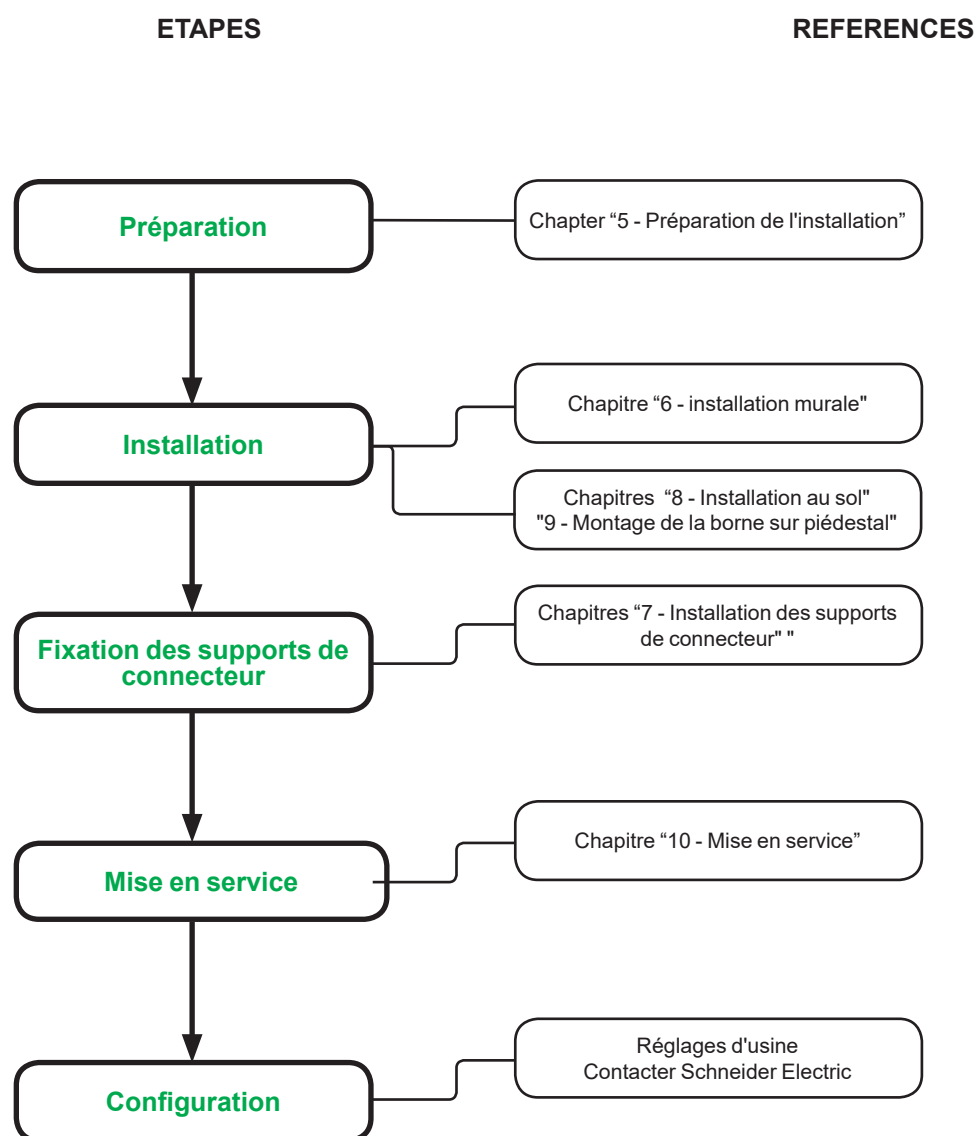 ETAPES
REFERENCES
Préparation
Chapter “5 - Préparation de l'installation”
Installation
Chapitre “6 - installation murale"
Chapitres “8 - Installation au sol"
"9 - Montage de la borne sur piédestal"
Fixation des supports de
connecteur
Chapitres “7 - Installation des supports
de connecteur" "
Mise en service
Chapitre “10 - Mise en service”
Configuration
Réglages d'usine
Contacter Schneider Electric